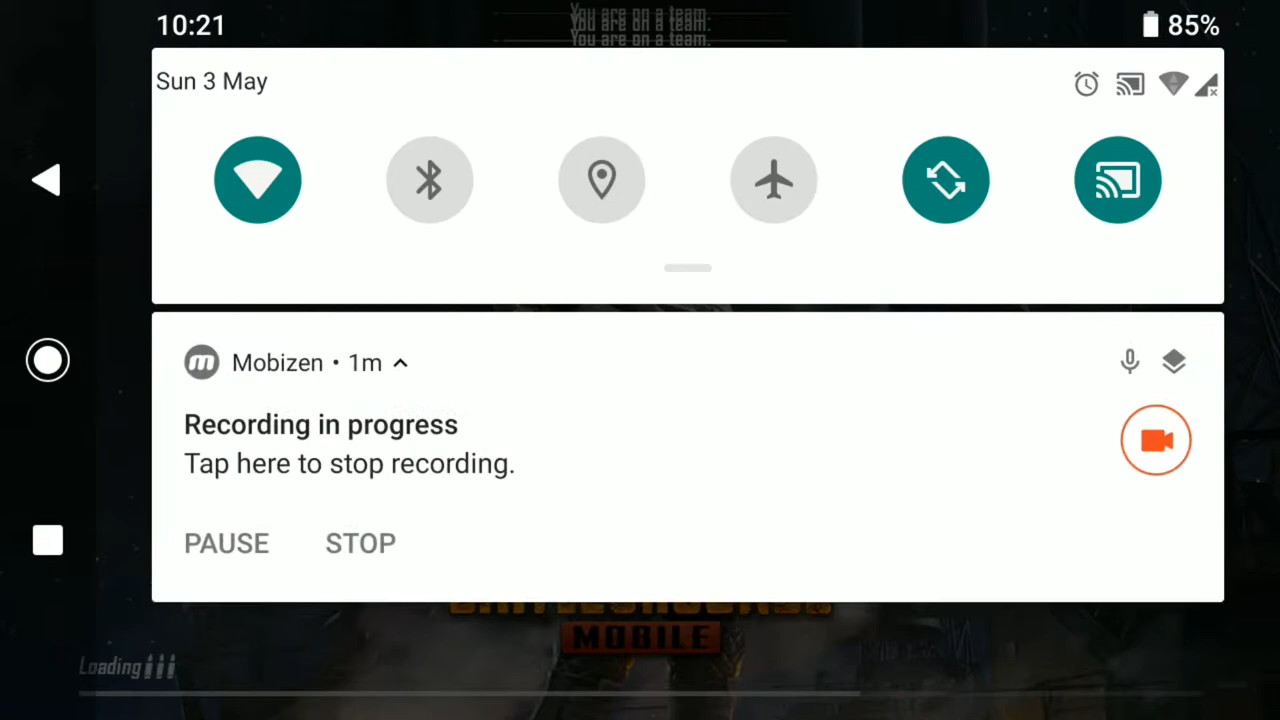 You are on a team.
You are on a team.
10:21
85%
Sun 3 May
m Mobizen • 1m
Recording in progress
Tap here to stop recording.
PAUSE STOP
MOBILE
Loading